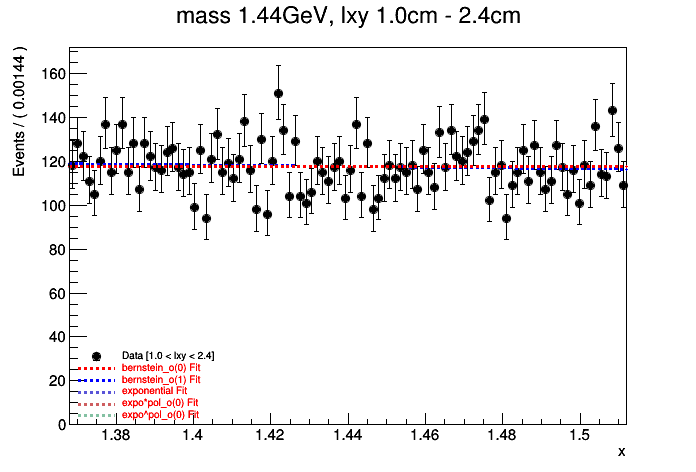 mass 1.44GeV, lxy 1.0cm - 2.4cm
Events / ( 0.00144 )
160
140
120
100
80
60
40
20
0
Data [1.0 < lxy < 2.4]
bernstein_o(0) Fit
bernstein_o(1) Fit
exponential Fit
expo*pol_o(0) Fit
expo^pol_o(0) Fit
1.38 1.4 1.42 1.44 1.46 1.48 1.5
x